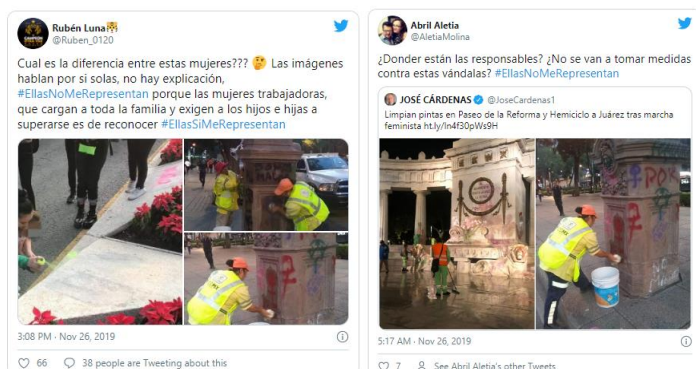 Rubén Luna
@Ruben_0120
Cual es la diferencia entre estas mujeres??? 🤔 Las imágenes
hablan por si solas, no hay explicación,
#EllasNoMeRepresentan porque las mujeres trabajadoras,
que cargan a toda la familia y exigen a los hijos e hijas a
superarse es de reconocer #EllasSiMeRepresentan
3:08 PM · Nov 26, 2019
66
38 people are Tweeting about this
Abril Aletia
@AletiaMolina
¿Donder están las responsables? ¿No se van a tomar medidas
contra estas vándalas? #EllasNoMeRepresentan
JOSÉ CÁRDENAS @JoseCardenas1
Limpian pintas en Paseo de la Reforma y Hemiciclo a Juárez tras marcha
feminista ht.ly/ln4f30pWs9H
5:17 AM · Nov 26, 2019
7
See Abril Aletia's other Tweets